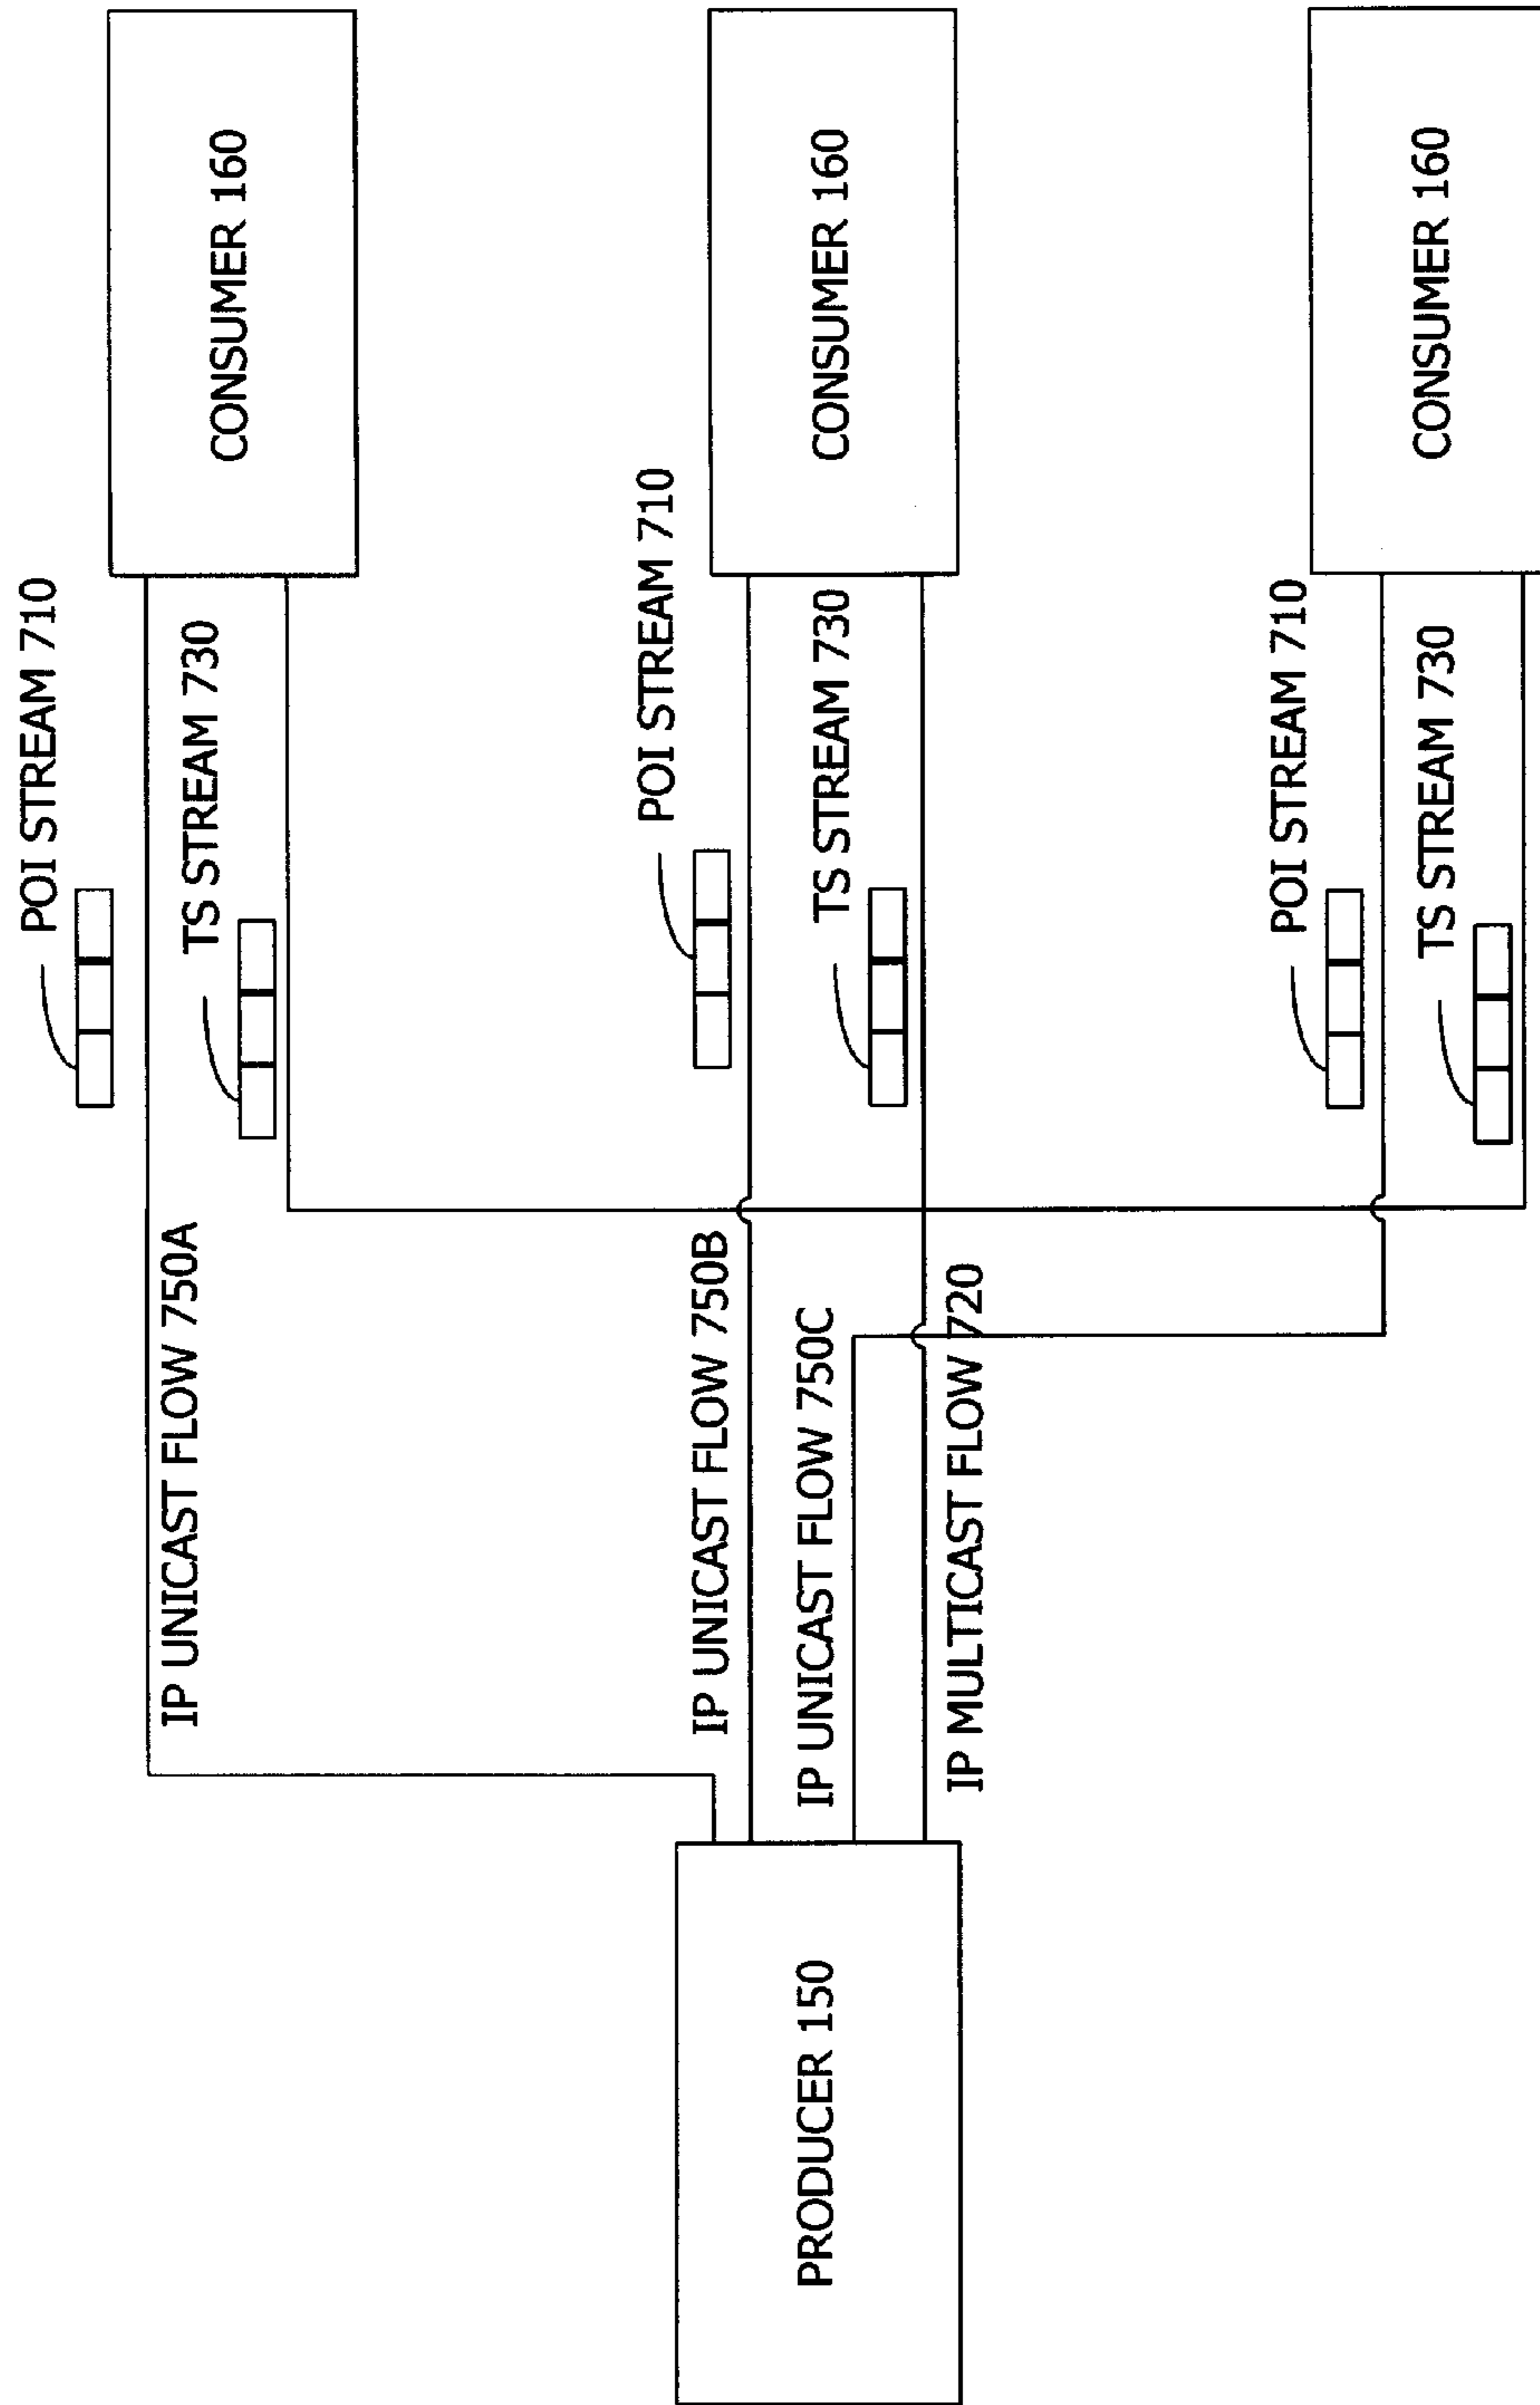 POI STREAM 710
CONSUMER 160
TS STREAM 730
IP UNICAST FLOW 750A
POI STREAM 710
CONSUMER 160
IP UNICAST FLOW 750B
PRODUCER 150
IP UNICAST FLOW 750C
TS STREAM 730
IP MULTICAST FLOW 720
POI STREAM 710
CONSUMER 160
TS STREAM 730